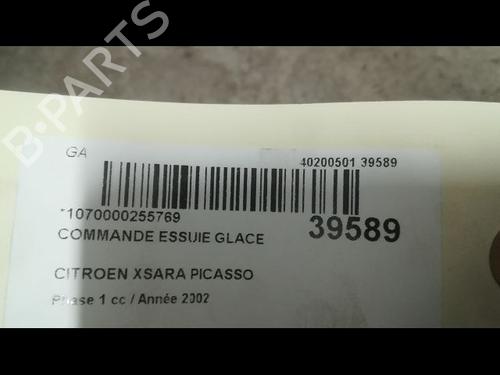 B-PARTS
GA
40200501 39589
*1070000255769
39589
COMMANDE ESSUIE GLACE
CITROEN XSARA PICASSO
Phase 1 cc / Année 2002